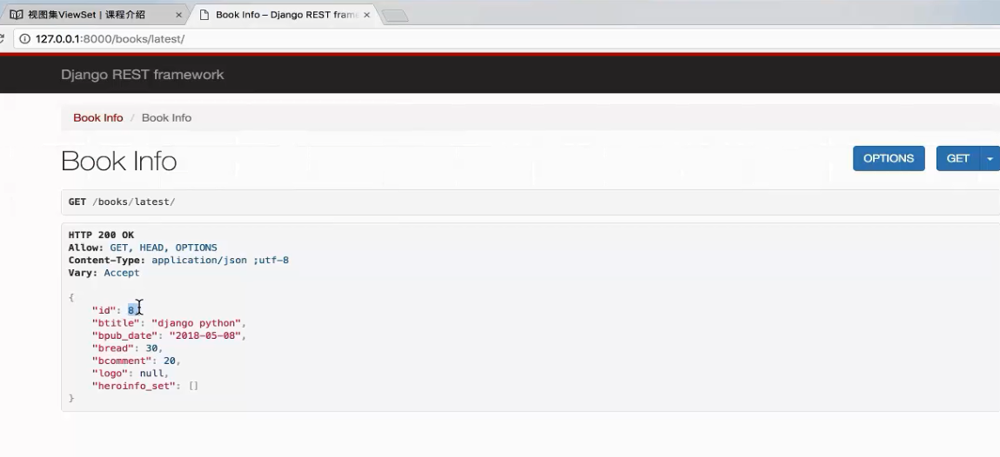 视图集ViewSet | 课程介绍
Book Info – Django REST fram
127.0.0.1:8000/books/latest/
Django REST framework
Book Info / Book Info
Book Info
OPTIONS
GET
GET /books/latest/
HTTP 200 OK
Allow: GET, HEAD, OPTIONS
Content-Type: application/json ;utf-8
Vary: Accept
{
"id": 8,
"btitle": "django python",
"bpub_date": "2018-05-08",
"bread": 30,
"bcomment": 20,
"logo": null,
"heroinfo_set": []
}